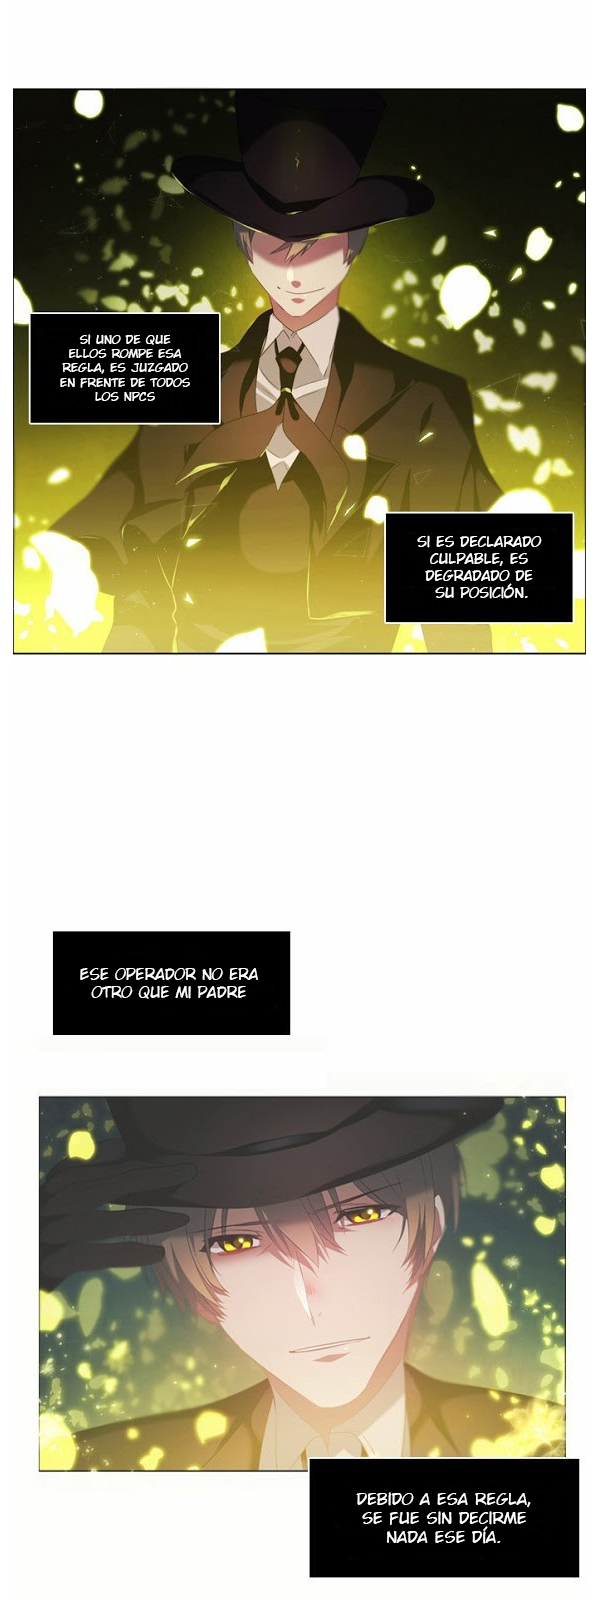 SI UNO DE QUE
ELLOS ROMPE ESA
REGLA, ES JUZGADO
EN FRENTE DE TODOS
LOS NPCS
SI ES DECLARADO
CULPABLE, ES
DEGRADADO DE
SU POSICIÓN.
ESE OPERADOR NO ERA
OTRO QUE MI PADRE
DEBIDO A ESA REGLA,
SE FUE SIN DECIRME
NADA ESE DÍA.